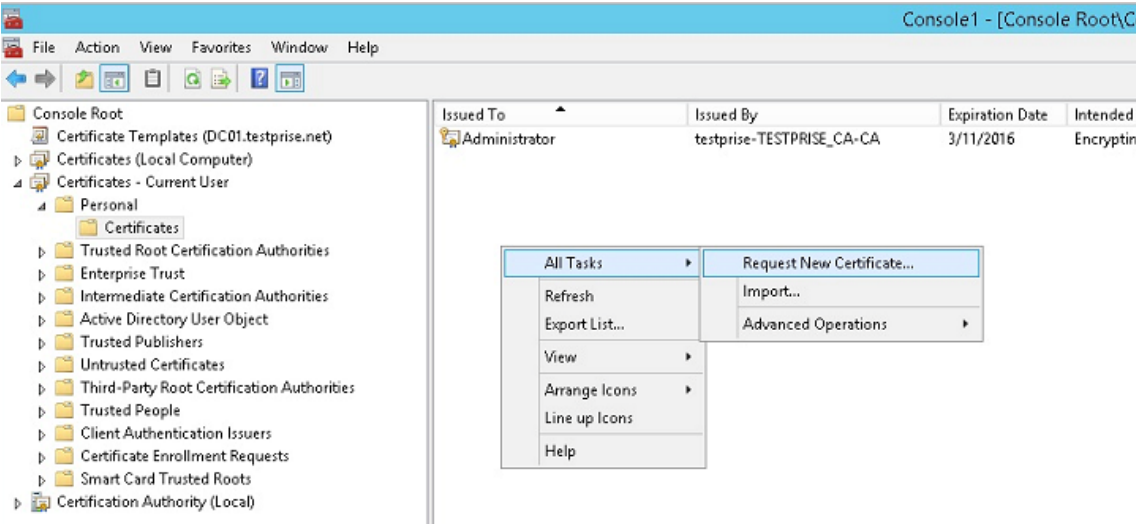 Console1 - [Console Root\C
File Action View Favorites Window Help
Console Root
Certificate Templates (DC01.testprise.net)
Certificates (Local Computer)
Certificates - Current User
Personal
Certificates
Trusted Root Certification Authorities
Enterprise Trust
Intermediate Certification Authorities
Active Directory User Object
Trusted Publishers
Untrusted Certificates
Third-Party Root Certification Authorities
Trusted People
Client Authentication Issuers
Certificate Enrollment Requests
Smart Card Trusted Roots
Certification Authority (Local)
Issued To Issued By Expiration Date Intended
Administrator testprise-TESTPRISE_CA-CA 3/11/2016 Encryptin
All Tasks
Refresh
Export List...
View
Arrange Icons
Line up Icons
Help
Request New Certificate...
Import...
Advanced Operations